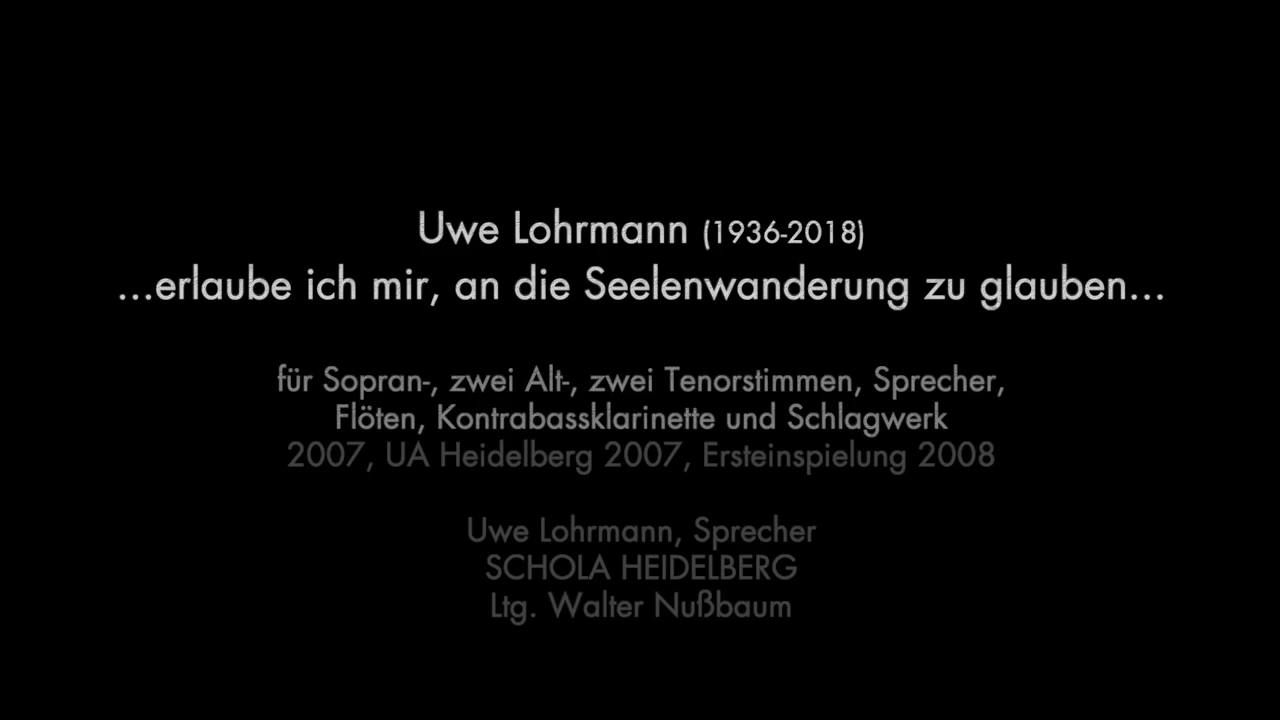 Uwe Lohrmann (1936-2018)
...erlaube ich mir, an die Seelenwanderung zu glauben...
für Sopran-, zwei Alt-, zwei Tenorstimmen, Sprecher,
Flöten, Kontrabassklarinette und Schlagwerk
2007, UA Heidelberg 2007, Ersteinspielung 2008
Uwe Lohrmann, Sprecher
SCHOLA HEIDELBERG
Ltg. Walter Nußbaum